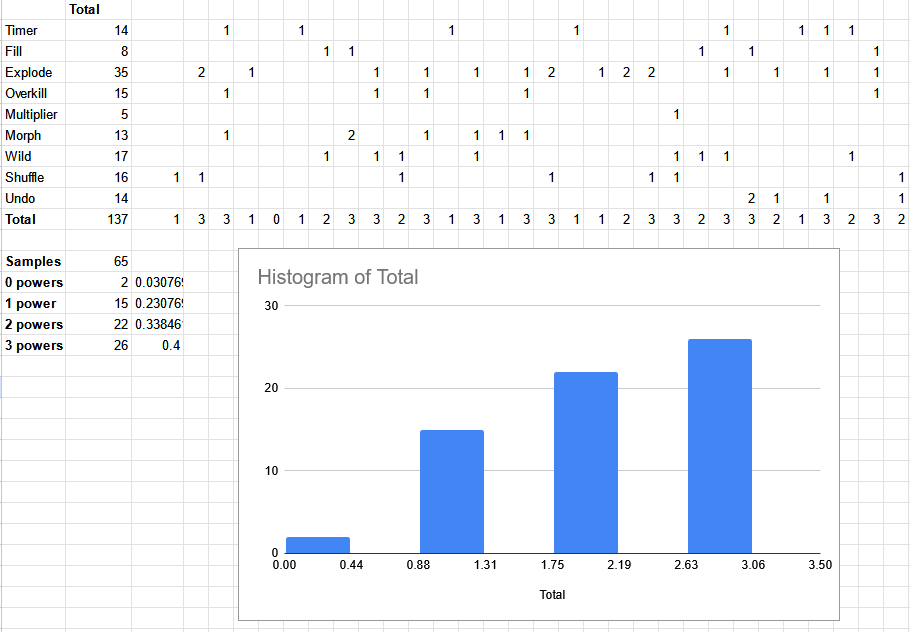 Total
Timer 14 1 1 1 1 1 1 1 1
Fill 8 1 1 1 1 1
Explode 35 2 1 1 1 1 1 2 1 2 2 1 1 1 1
Overkill 15 1 1 1 1 1
Multiplier 5 1
Morph 13 1 2 1 1 1 1
Wild 17 1 1 1 1 1 1 1 1
Shuffle 16 1 1 1 1 1 1 1
Undo 14 2 1 1 1
Total 137 1 3 3 1 0 1 2 3 3 2 3 1 3 1 3 3 1 1 2 3 3 2 3 3 2 1 3 2 3 2
Samples 65
0 powers 2 0.03076
1 power 15 0.23076
2 powers 22 0.33846
3 powers 26 0.4
Histogram of Total
30
20
10
0
0.00 0.44 0.88 1.31 1.75 2.19 2.63 3.06 3.50
Total